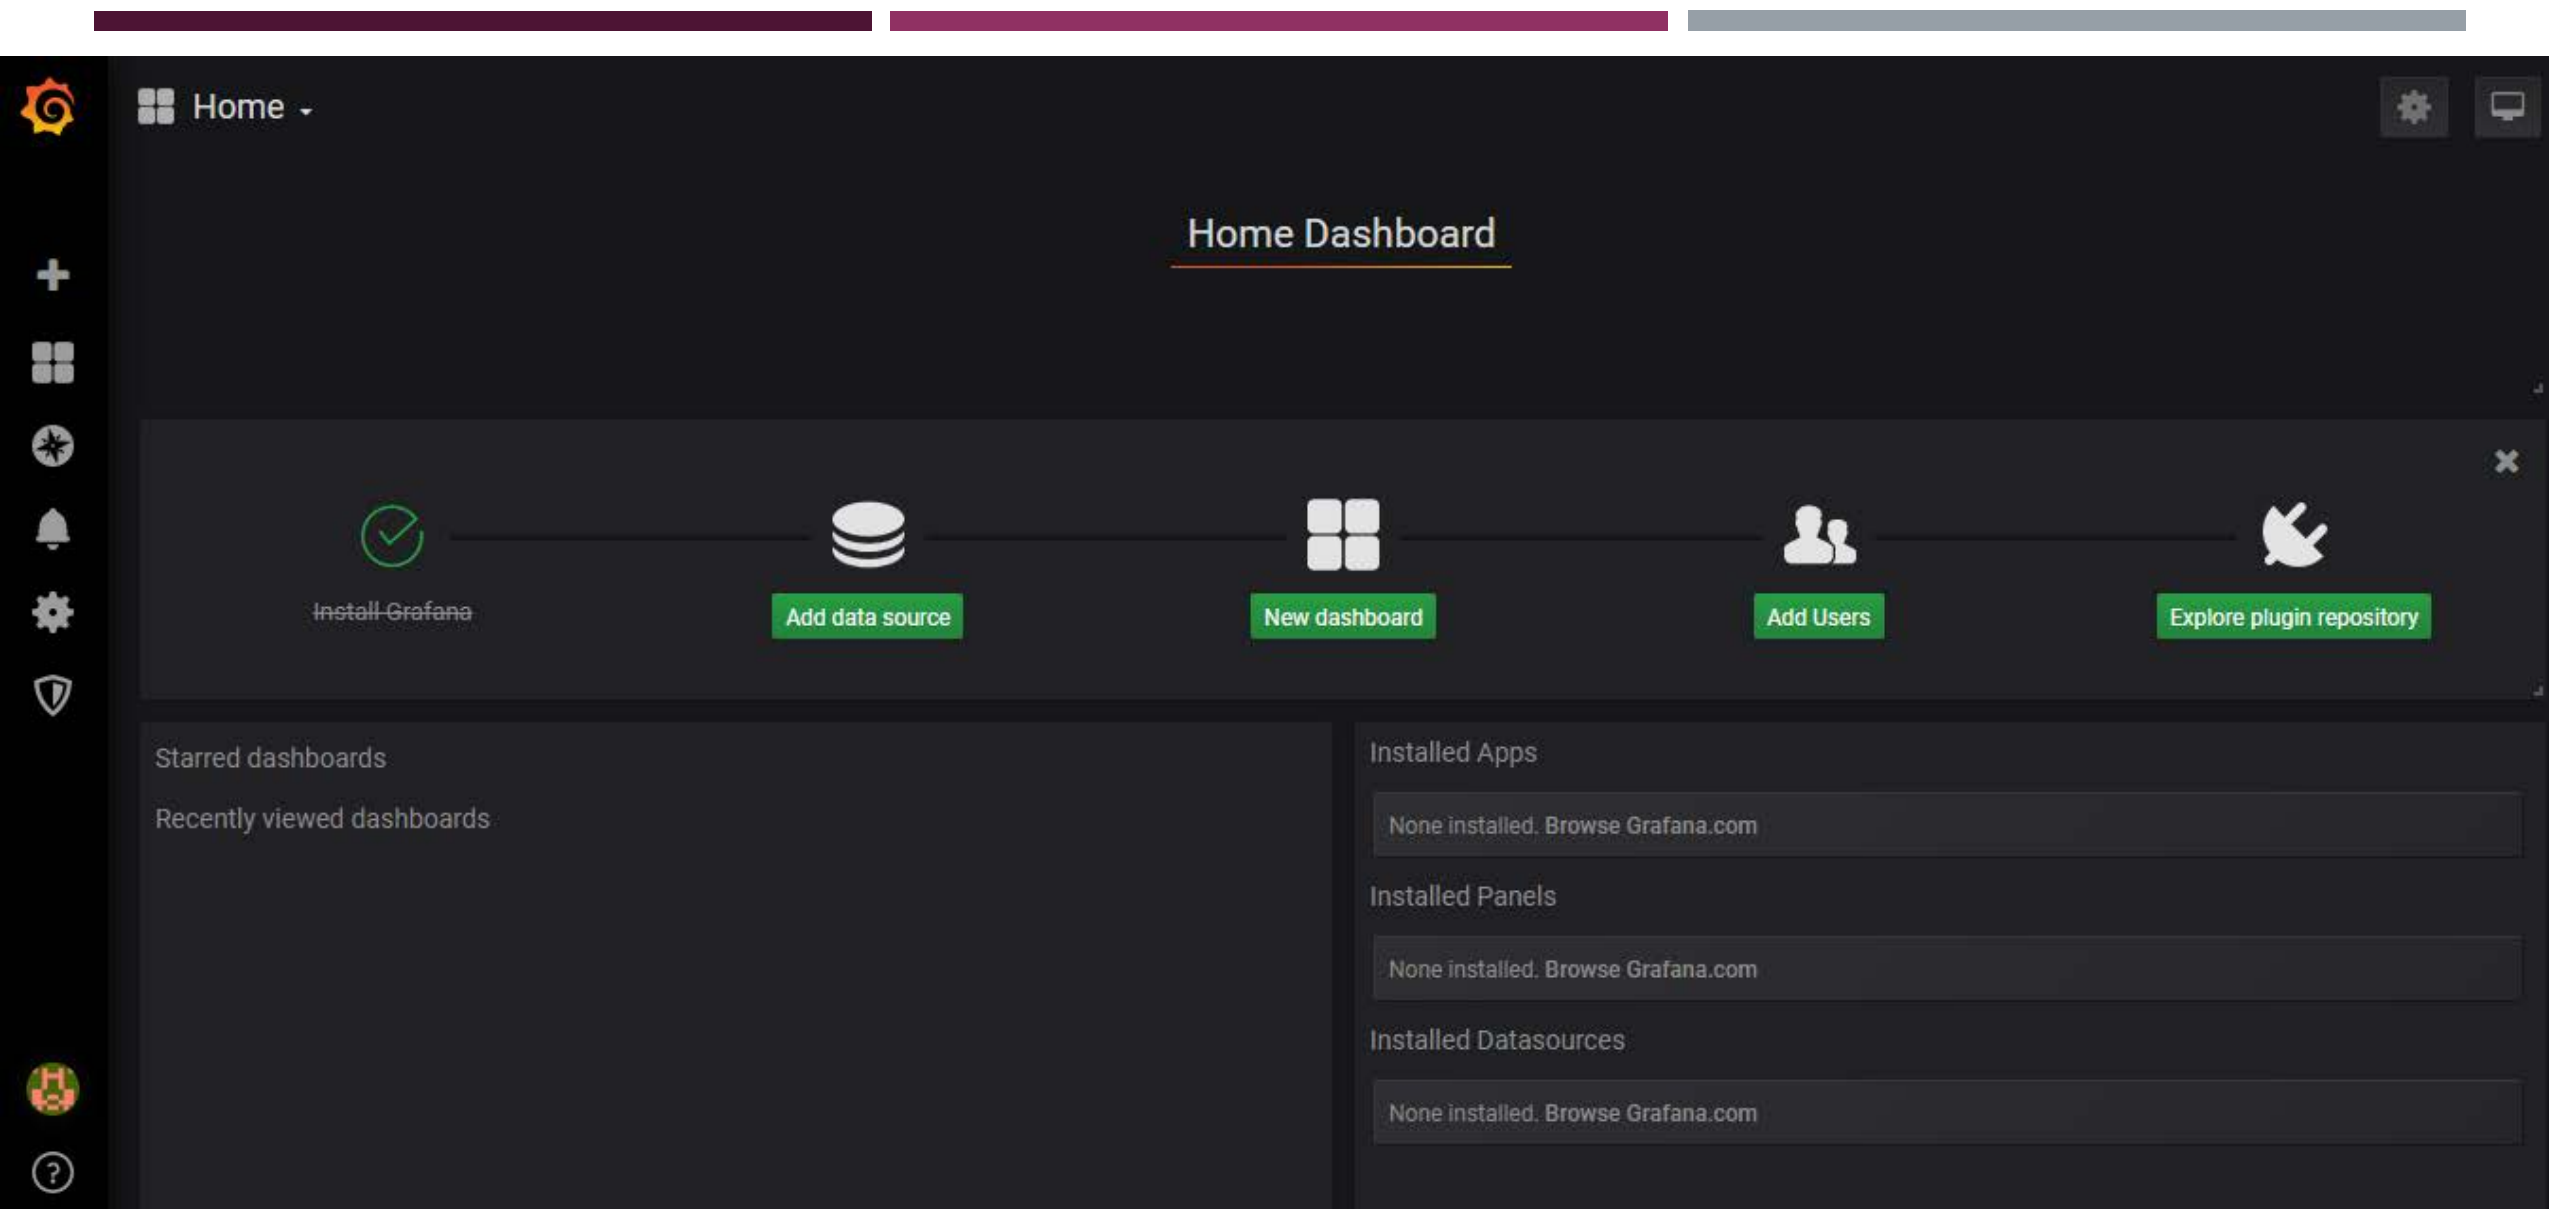 Home
Home Dashboard
Install Grafana
Add data source
New dashboard
Add Users
Explore plugin repository
Starred dashboards
Recently viewed dashboards
Installed Apps
None installed. Browse Grafana.com
Installed Panels
None installed. Browse Grafana.com
Installed Datasources
None installed. Browse Grafana.com